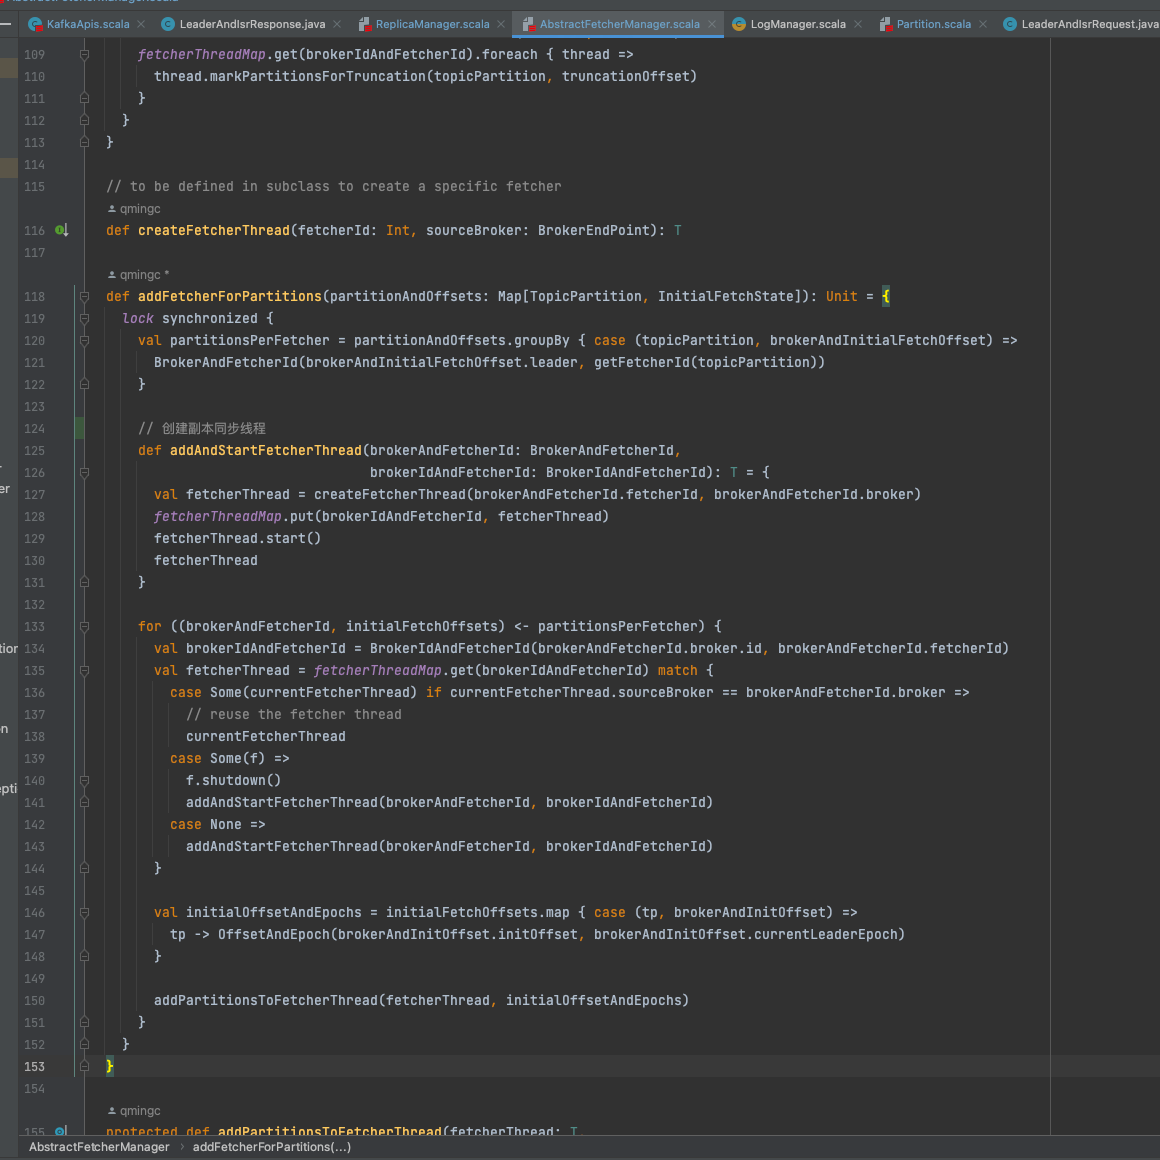 KafkaApis.scala LeaderAndIsrResponse.java ReplicaManager.scala AbstractFetcherManager.scala LogManager.scala Partition.scala LeaderAndIsrRequest.java
109 fetcherThreadMap.get(brokerIdAndFetcherId).foreach { thread =>
110 thread.markPartitionsForTruncation(topicPartition, truncationOffset)
111 }
112 }
113 }
114
115 // to be defined in subclass to create a specific fetcher
qmingc
116 def createFetcherThread(fetcherId: Int, sourceBroker: BrokerEndPoint): T
117
qmingc *
118 def addFetcherForPartitions(partitionAndOffsets: Map[TopicPartition, InitialFetchState]): Unit = {
119 lock synchronized {
120 val partitionsPerFetcher = partitionAndOffsets.groupBy { case (topicPartition, brokerAndInitialFetchOffset) =>
121 BrokerAndFetcherId(brokerAndInitialFetchOffset.leader, getFetcherId(topicPartition))
122 }
123
124 // 创建副本同步线程
125 def addAndStartFetcherThread(brokerAndFetcherId: BrokerAndFetcherId,
126 brokerIdAndFetcherId: BrokerIdAndFetcherId): T = {
127 val fetcherThread = createFetcherThread(brokerAndFetcherId.fetcherId, brokerAndFetcherId.broker)
128 fetcherThreadMap.put(brokerIdAndFetcherId, fetcherThread)
129 fetcherThread.start()
130 fetcherThread
131 }
132
133 for ((brokerAndFetcherId, initialFetchOffsets) <- partitionsPerFetcher) {
134 val brokerIdAndFetcherId = BrokerIdAndFetcherId(brokerAndFetcherId.broker.id, brokerAndFetcherId.fetcherId)
135 val fetcherThread = fetcherThreadMap.get(brokerIdAndFetcherId) match {
136 case Some(currentFetcherThread) if currentFetcherThread.sourceBroker == brokerAndFetcherId.broker =>
137 // reuse the fetcher thread
138 currentFetcherThread
139 case Some(f) =>
140 f.shutdown()
141 addAndStartFetcherThread(brokerAndFetcherId, brokerIdAndFetcherId)
142 case None =>
143 addAndStartFetcherThread(brokerAndFetcherId, brokerIdAndFetcherId)
144 }
145
146 val initialOffsetAndEpochs = initialFetchOffsets.map { case (tp, brokerAndInitOffset) =>
147 tp -> OffsetAndEpoch(brokerAndInitOffset.initOffset, brokerAndInitOffset.currentLeaderEpoch)
148 }
149
150 addPartitionsToFetcherThread(fetcherThread, initialOffsetAndEpochs)
151 }
152 }
153 }
154
qmingc
155 protected def addPartitionsToFetcherThread(fetcherThread: T,
AbstractFetcherManager addFetcherForPartitions(...)